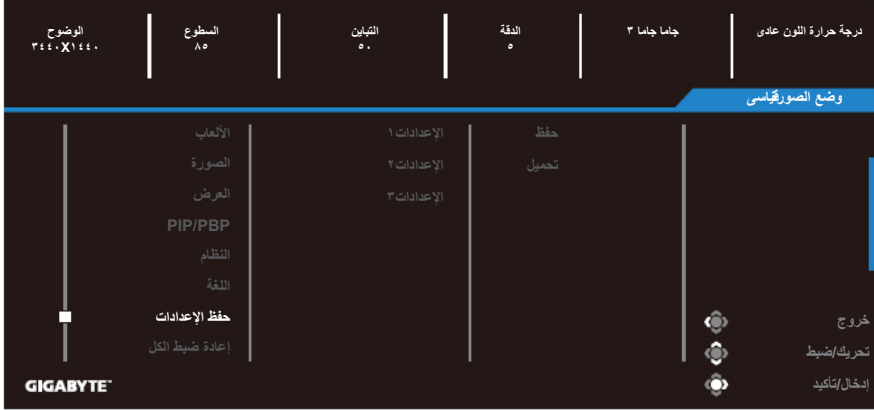 درجة حرارة اللون عادى
جاما جاما ٣
الدقة
٥
التباين
٥٠
السطوع
٨٥
الوضوح
٣٤٤٠X١٤٤٠
وضع الصورةقياسى
الألعاب
الصورة
العرض
PIP/PBP
النظام
اللغة
حفظ الإعدادات
إعادة ضبط الكل
الإعدادات١
الإعدادات٢
الإعدادات٣
حفظ
تحميل
خروج
تحريك/ضبط
إدخال/تأكيد
GIGABYTE™